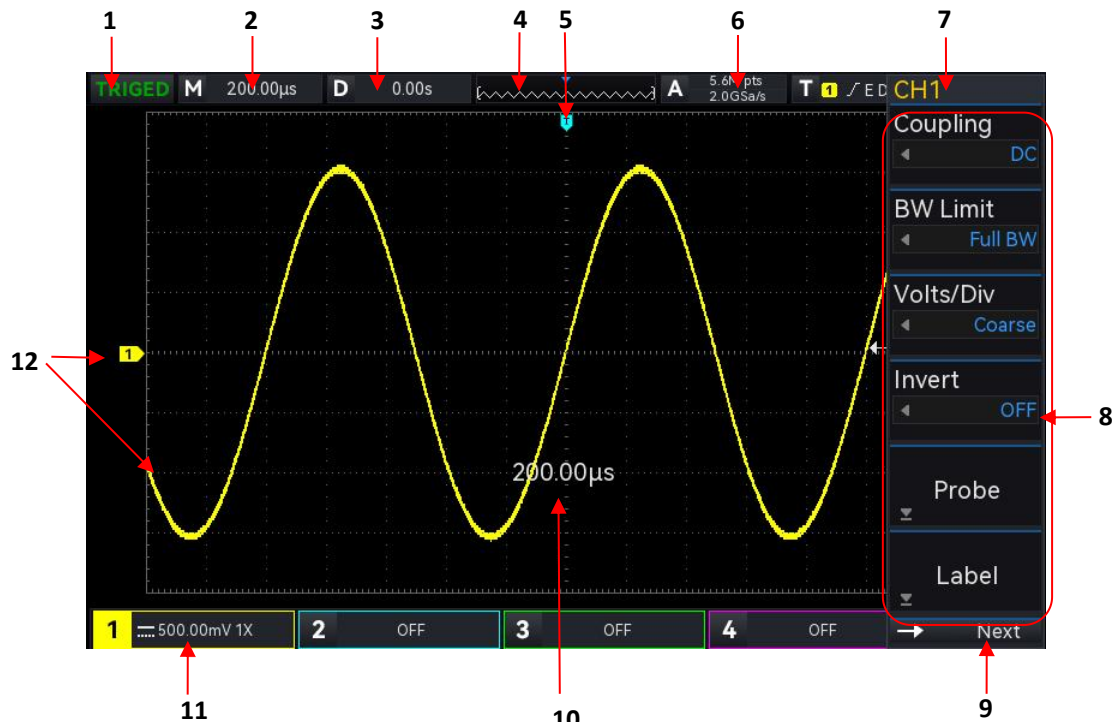 1 2 3 4 5 6 7
TRIGED M 200.00µs D 0.00s A 5.6M pts T 1 E D CH1
2.0GSa/s
T
Coupling
DC
BW Limit
Full BW
Volts/Div
Coarse
1
12
Invert
OFF
8
200.00µs
Probe
Label
1 500.00mV 1X 2 OFF 3 OFF 4 OFF Next
11 10 9